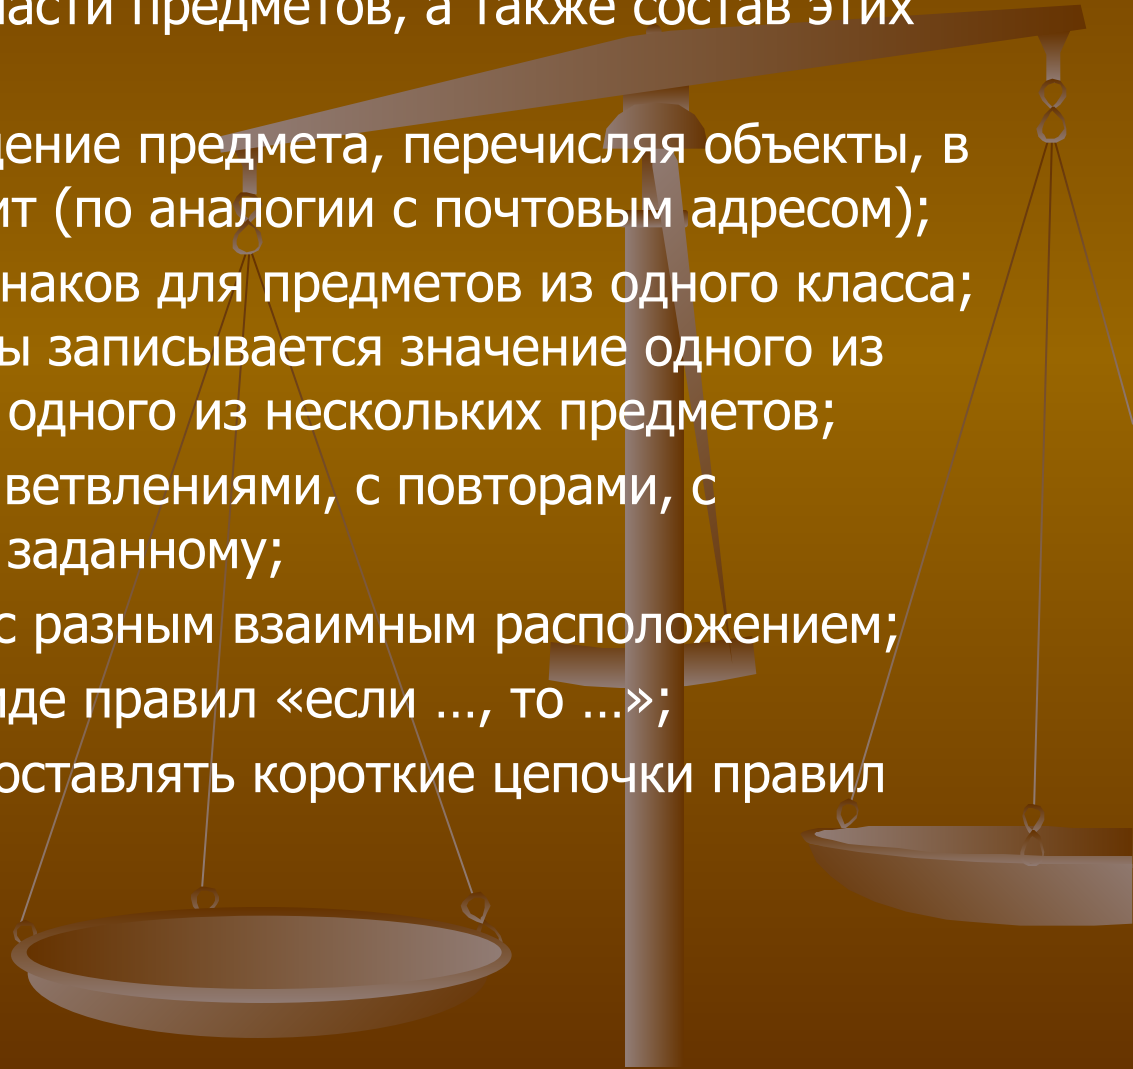 части предметов, а также состав этих
дение предмета, перечисляя объекты, в
ит (по аналогии с почтовым адресом);
наков для предметов из одного класса;
ы записывается значение одного из
одного из нескольких предметов;
ветвлениями, с повторами, с
заданному;
с разным взаимным расположением;
иде правил «если …, то …»;
оставлять короткие цепочки правил